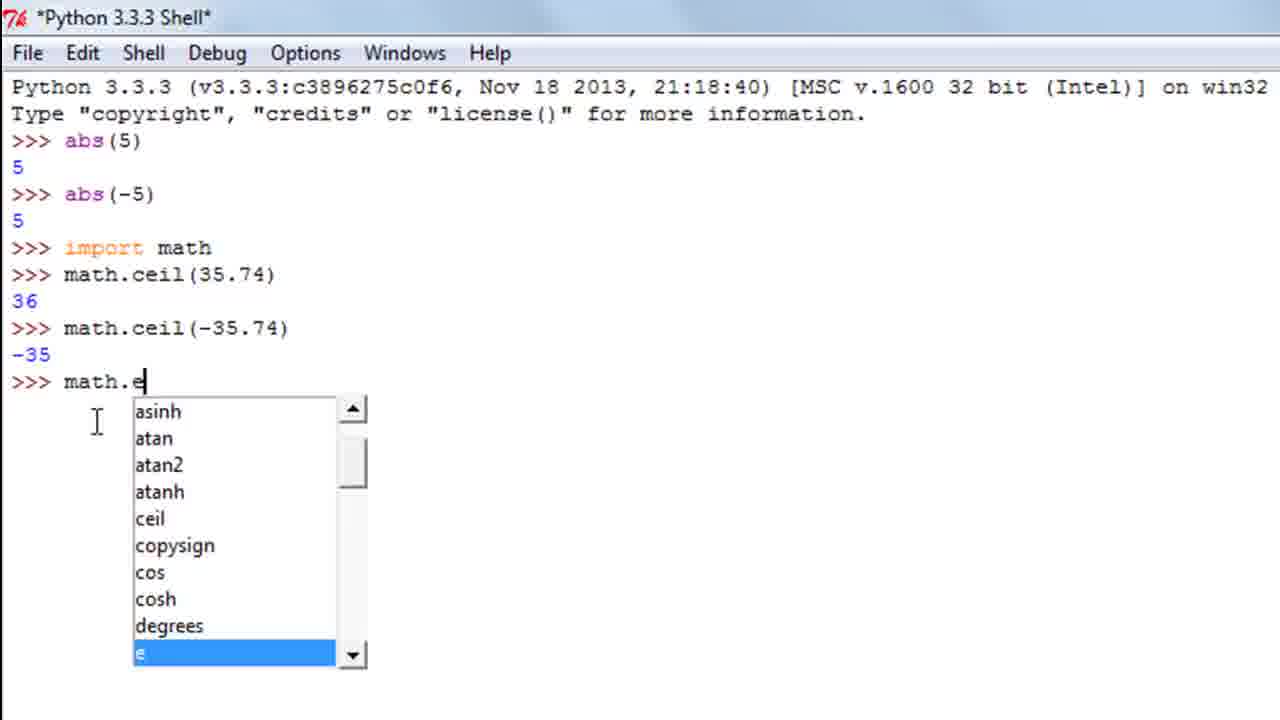 *Python 3.3.3 Shell*
File Edit Shell Debug Options Windows Help
Python 3.3.3 (v3.3.3:c3896275c0f6, Nov 18 2013, 21:18:40) [MSC v.1600 32 bit (Intel)] on win32
Type "copyright", "credits" or "license()" for more information.
>>> abs(5)
5
>>> abs(-5)
5
>>> import math
>>> math.ceil(35.74)
36
>>> math.ceil(-35.74)
-35
>>> math.e
asinh
atan
atan2
atanh
ceil
copysign
cos
cosh
degrees
e